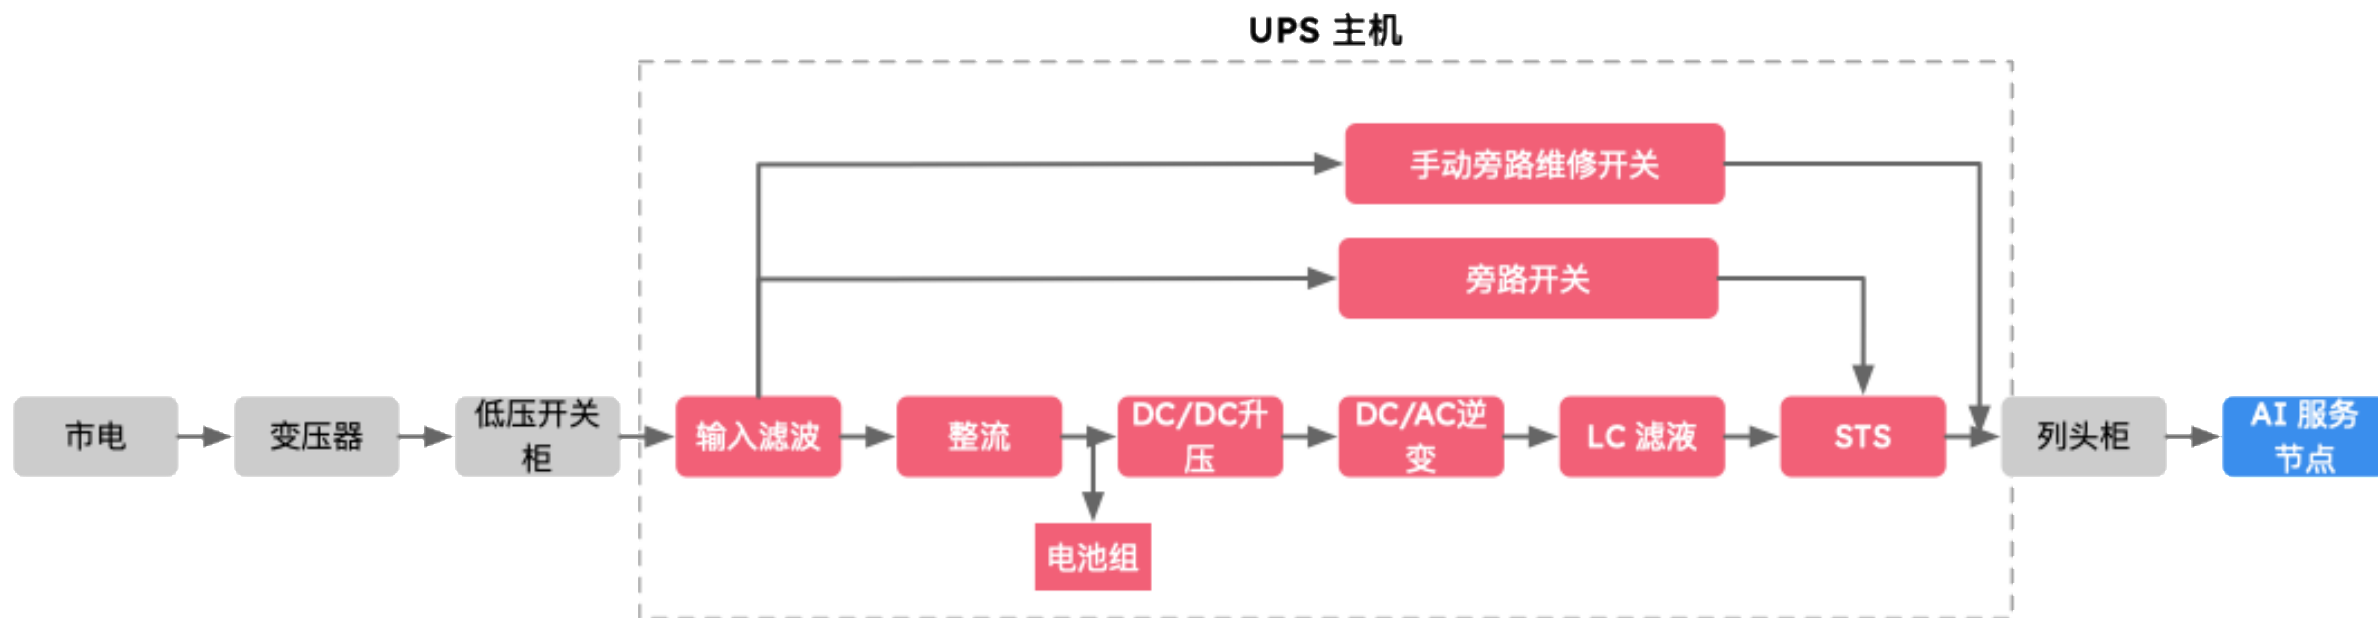 UPS 主机
手动旁路维修开关
旁路开关
市电
变压器
低压开关
柜
输入滤波
整流
DC/DC升
压
DC/AC逆
变
LC 滤液
STS
列头柜
AI 服务
节点
电池组